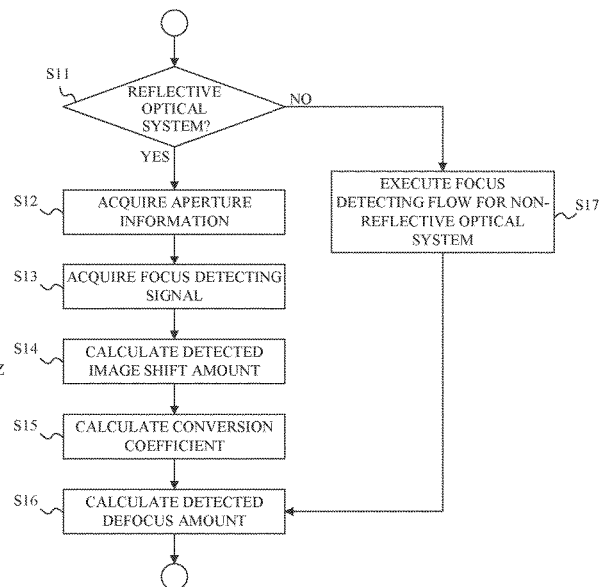 S11
REFLECTIVE
OPTICAL
SYSTEM?
NO
YES
S12
ACQUIRE APERTURE
INFORMATION
EXECUTE FOCUS
DETECTING FLOW FOR NON-
REFLECTIVE OPTICAL
SYSTEM
S17
S13
ACQUIRE FOCUS DETECTING
SIGNAL
S14
CALCULATE DETECTED
IMAGE SHIFT AMOUNT
Z
S15
CALCULATE CONVERSION
COEFFICIENT
S16
CALCULATE DETECTED
DEFOCUS AMOUNT